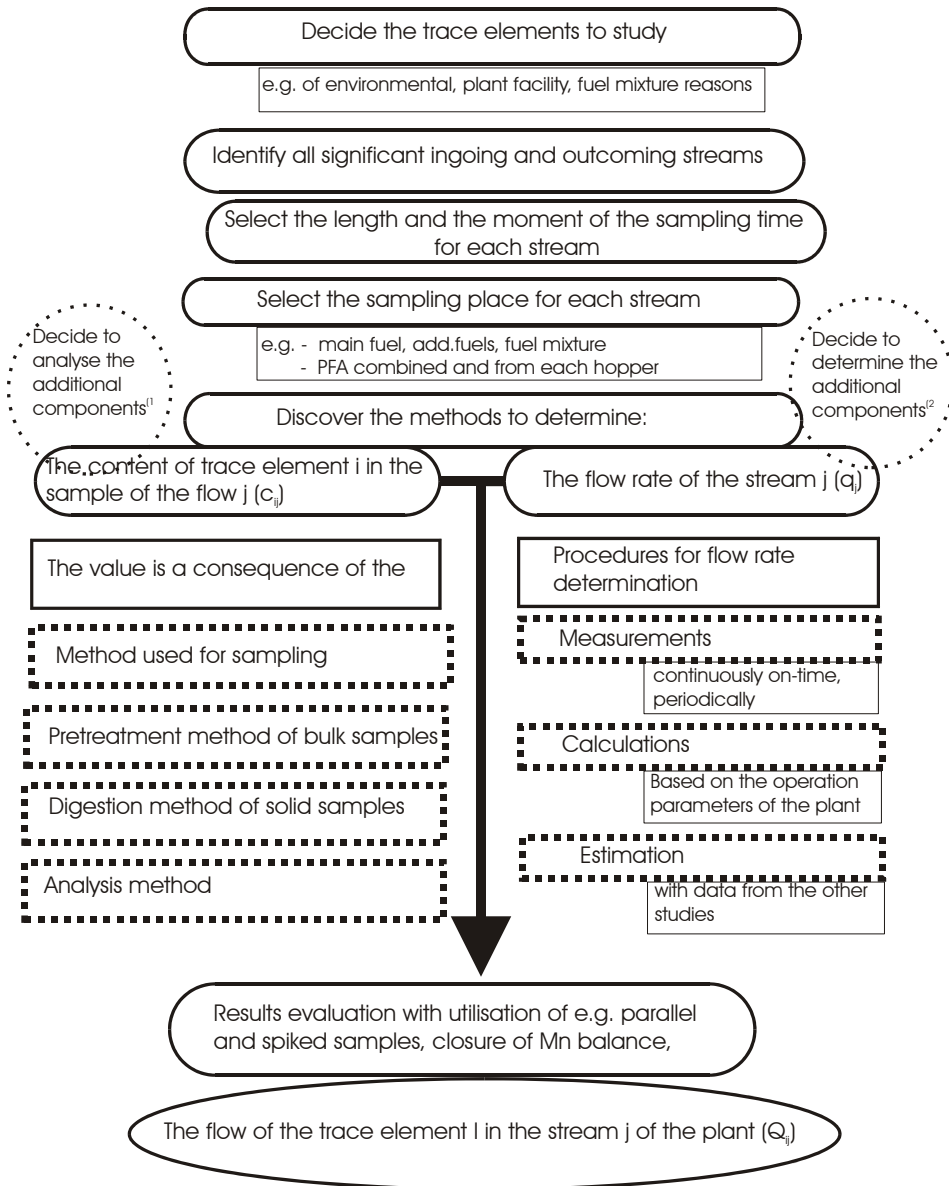 Decide the trace elements to study
e.g. of environmental, plant facility, fuel mixture reasons
Identify all significant ingoing and outcoming streams
Select the length and the moment of the sampling time
for each stream
Select the sampling place for each stream
e.g. - main fuel, add.fuels, fuel mixture
- PFA combined and from each hopper
Decide to
analyse the
additional
components⁽¹
Decide to
determine the
additional
components⁽²
Discover the methods to determine:
The content of trace element i in the
sample of the flow j (cᵢⱼ)
The flow rate of the stream j (qⱼ)
The value is a consequence of the
Method used for sampling
Pretreatment method of bulk samples
Digestion method of solid samples
Analysis method
Procedures for flow rate
determination
Measurements
continuously on-time,
periodically
Calculations
Based on the operation
parameters of the plant
Estimation
with data from the other
studies
Results evaluation with utilisation of e.g. parallel
and spiked samples, closure of Mn balance,
The flow of the trace element I in the stream j of the plant (Qᵢⱼ)